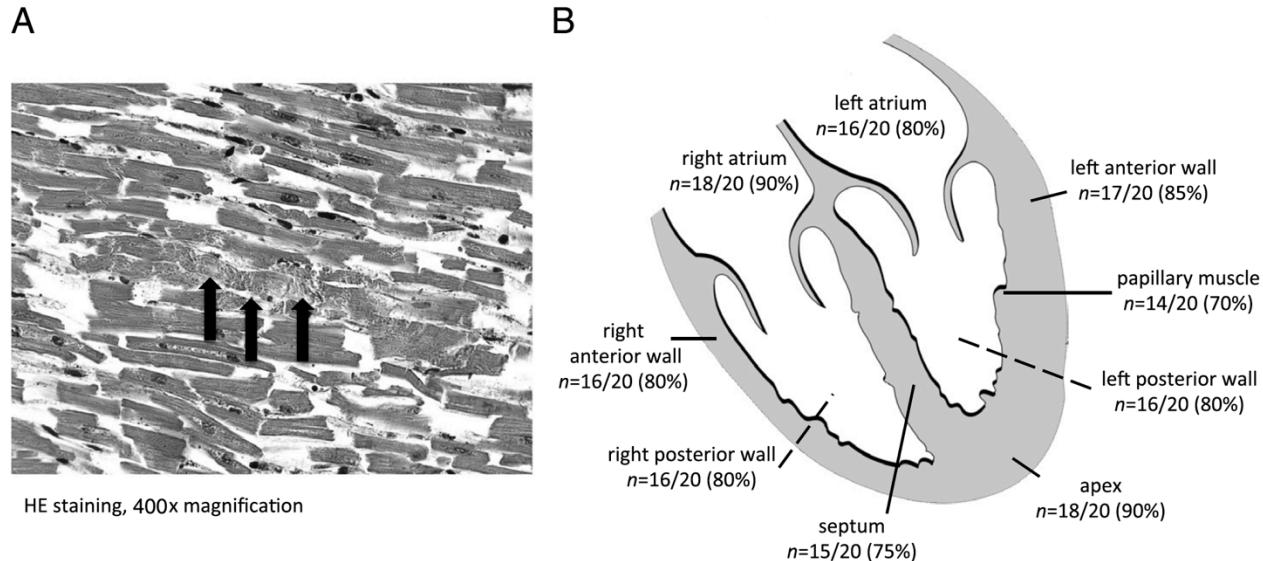 A
B
left atrium
n=16/20 (80%)
right atrium
n=18/20 (90%)
left anterior wall
n=17/20 (85%)
papillary muscle
n=14/20 (70%)
right
anterior wall
n=16/20 (80%)
left posterior wall
n=16/20 (80%)
right posterior wall
n=16/20 (80%)
apex
n=18/20 (90%)
septum
n=15/20 (75%)
HE staining, 400x magnification